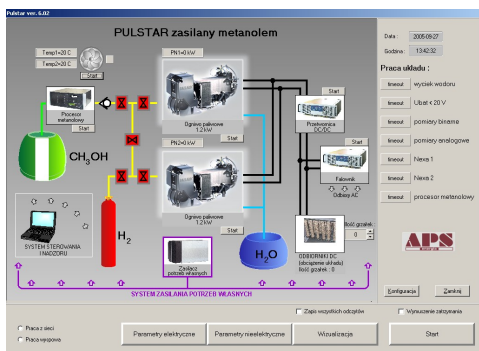 Pulstar ver. 6.02
PULSTAR zasilany metanolem
Temp1=20 C
Temp2=20 C
Start
PN1=0 kW
Ogniwo paliwowe
1.2 kW
Start
Procesor
metanolowy
Start
CH3OH
PN2=0 kW
Ogniwo paliwowe
1.2 kW
Start
Start
Przetwornica
DC/DC
Start
Falownik
Odbiory AC
SYSTEM STEROWANIA
I NADZORU
H2
Zasilacz
potrzeb własnych
H2O
ODBIORNIKI DC
(obciążenie układu)
Ilość grzałek : 0
Ilość grzałek :
0
SYSTEM ZASILANIA POTRZEB WŁASNYCH
Data :
2005-09-27
Godzina :
13:42:32
Praca układu :
timeout wyciek wodoru
timeout Ubat < 20 V
timeout pomiary binarne
timeout pomiary analogowe
timeout Nexa 1
timeout Nexa 2
timeout procesor metanolowy
APS
Konfiguracja
Zamknij
Zapis wszystkich odczytów
Wymuszenie zatrzymania
Praca z sieci
Praca wyspowa
Parametry elektryczne
Parametry nieelektryczne
Wizualizacja
Start